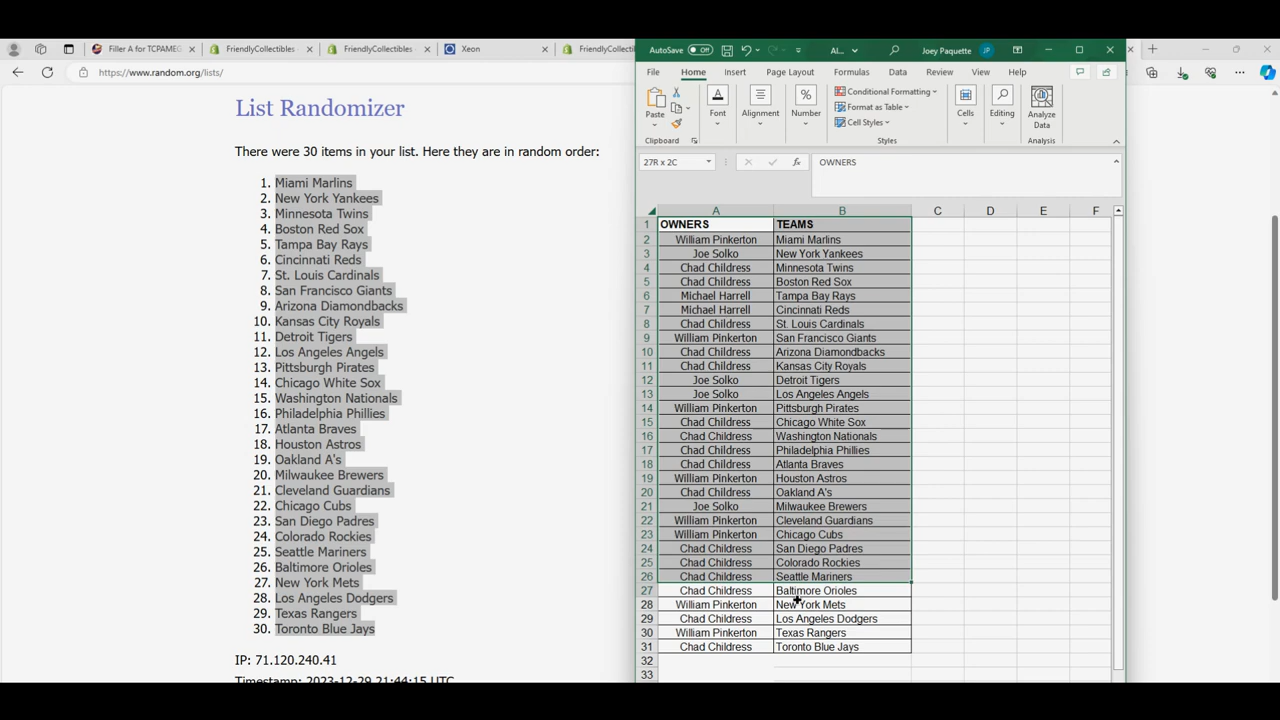 Filler A for TCPAMEG
FriendlyCollectibles
FriendlyCollectibles
Xeon
FriendlyCollectibles
https://www.random.org/lists/
List Randomizer
There were 30 items in your list. Here they are in random order:
1. Miami Marlins
2. New York Yankees
3. Minnesota Twins
4. Boston Red Sox
5. Tampa Bay Rays
6. Cincinnati Reds
7. St. Louis Cardinals
8. San Francisco Giants
9. Arizona Diamondbacks
10. Kansas City Royals
11. Detroit Tigers
12. Los Angeles Angels
13. Pittsburgh Pirates
14. Chicago White Sox
15. Washington Nationals
16. Philadelphia Phillies
17. Atlanta Braves
18. Houston Astros
19. Oakland A's
20. Milwaukee Brewers
21. Cleveland Guardians
22. Chicago Cubs
23. San Diego Padres
24. Colorado Rockies
25. Seattle Mariners
26. Baltimore Orioles
27. New York Mets
28. Los Angeles Dodgers
29. Texas Rangers
30. Toronto Blue Jays
IP: 71.120.240.41
Timestamp: 2023-12-29 21:44:15 UTC
AutoSave Off Al... Joey Paquette JP
File Home Insert Page Layout Formulas Data Review View Help
Paste Font Alignment Number Conditional Formatting Format as Table Cell Styles Cells Editing Analyze Data
Clipboard Styles Analysis
27R x 2C fx OWNERS
A B C D E F
1 OWNERS TEAMS
2 William Pinkerton Miami Marlins
3 Joe Solko New York Yankees
4 Chad Childress Minnesota Twins
5 Chad Childress Boston Red Sox
6 Michael Harrell Tampa Bay Rays
7 Michael Harrell Cincinnati Reds
8 Chad Childress St. Louis Cardinals
9 William Pinkerton San Francisco Giants
10 Chad Childress Arizona Diamondbacks
11 Chad Childress Kansas City Royals
12 Joe Solko Detroit Tigers
13 Joe Solko Los Angeles Angels
14 William Pinkerton Pittsburgh Pirates
15 Chad Childress Chicago White Sox
16 Chad Childress Washington Nationals
17 Chad Childress Philadelphia Phillies
18 Chad Childress Atlanta Braves
19 William Pinkerton Houston Astros
20 Chad Childress Oakland A's
21 Joe Solko Milwaukee Brewers
22 William Pinkerton Cleveland Guardians
23 William Pinkerton Chicago Cubs
24 Chad Childress San Diego Padres
25 Chad Childress Colorado Rockies
26 Chad Childress Seattle Mariners
27 Chad Childress Baltimore Orioles
28 William Pinkerton New York Mets
29 Chad Childress Los Angeles Dodgers
30 William Pinkerton Texas Rangers
31 Chad Childress Toronto Blue Jays
32
33